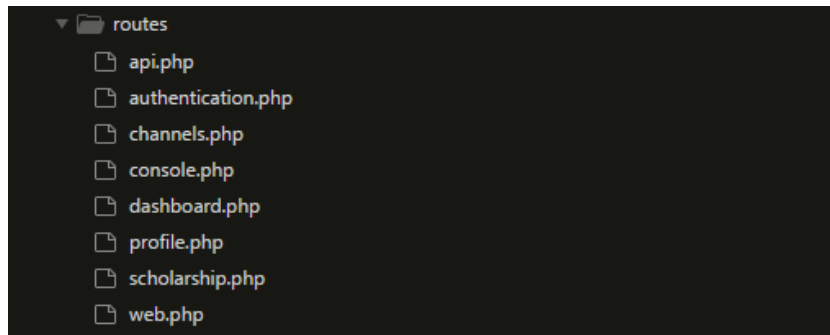 routes
api.php
authentication.php
channels.php
console.php
dashboard.php
profile.php
scholarship.php
web.php